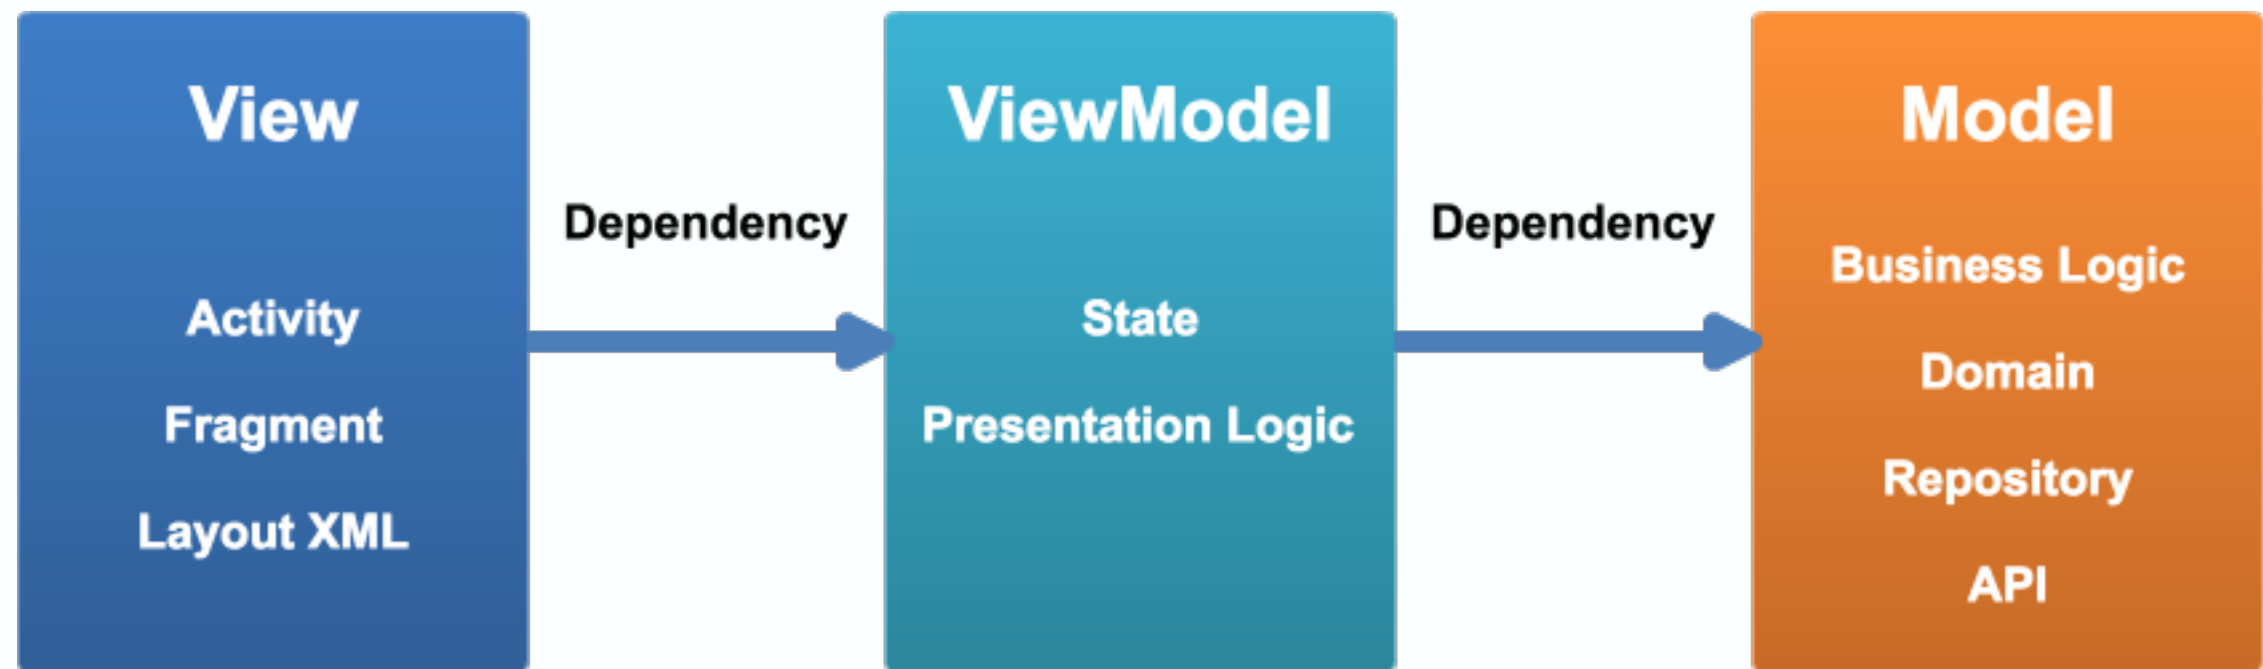 View
Activity
Fragment
Layout XML
Dependency
ViewModel
State
Presentation Logic
Dependency
Model
Business Logic
Domain
Repository
API